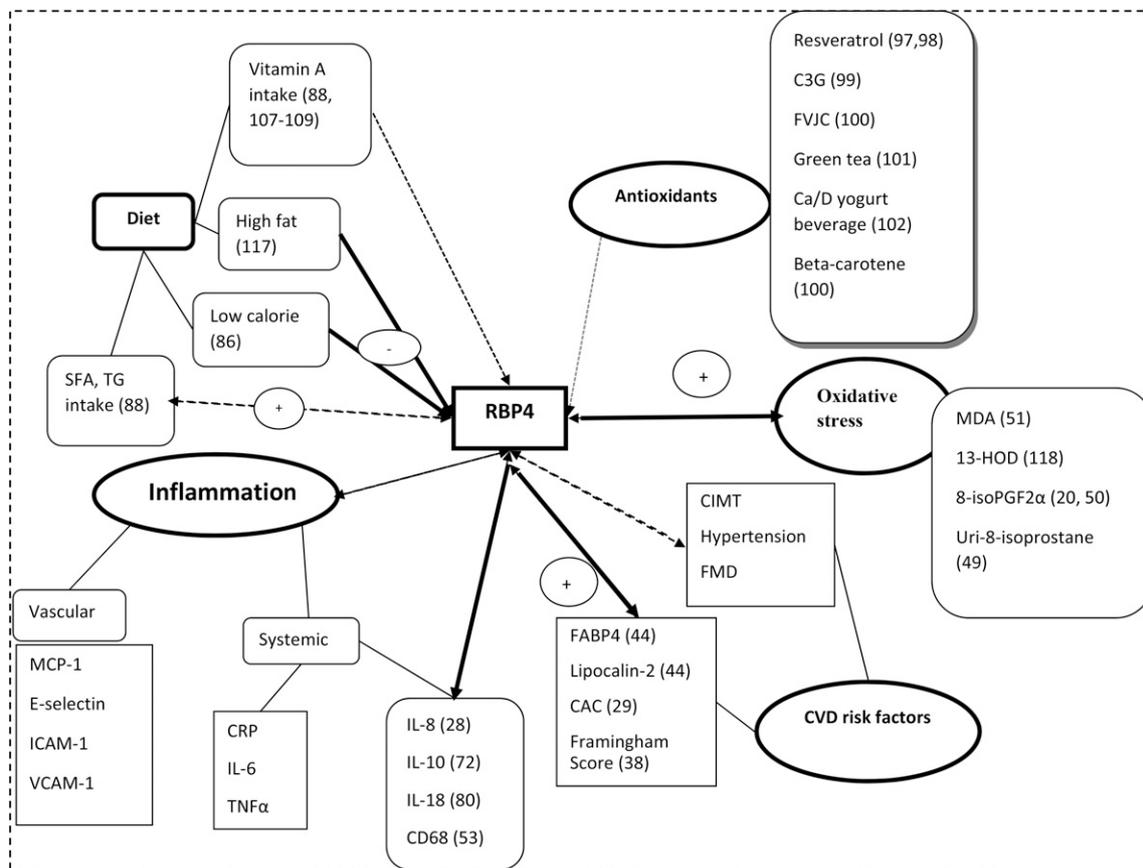 Vitamin A
intake (88,
107-109)
Diet
High fat
(117)
Low calorie
(86)
SFA, TG
intake (88)
-
+
RBP4
Antioxidants
Resveratrol (97,98)
C3G (99)
FVJC (100)
Green tea (101)
Ca/D yogurt
beverage (102)
Beta-carotene
(100)
+
Oxidative
stress
MDA (51)
13-HOD (118)
8-isoPGF2α (20, 50)
Uri-8-isoprostane
(49)
Inflammation
Vascular
MCP-1
E-selectin
ICAM-1
VCAM-1
Systemic
CRP
IL-6
TNFα
IL-8 (28)
IL-10 (72)
IL-18 (80)
CD68 (53)
+
CIMT
Hypertension
FMD
FABP4 (44)
Lipocalin-2 (44)
CAC (29)
Framingham
Score (38)
CVD risk factors